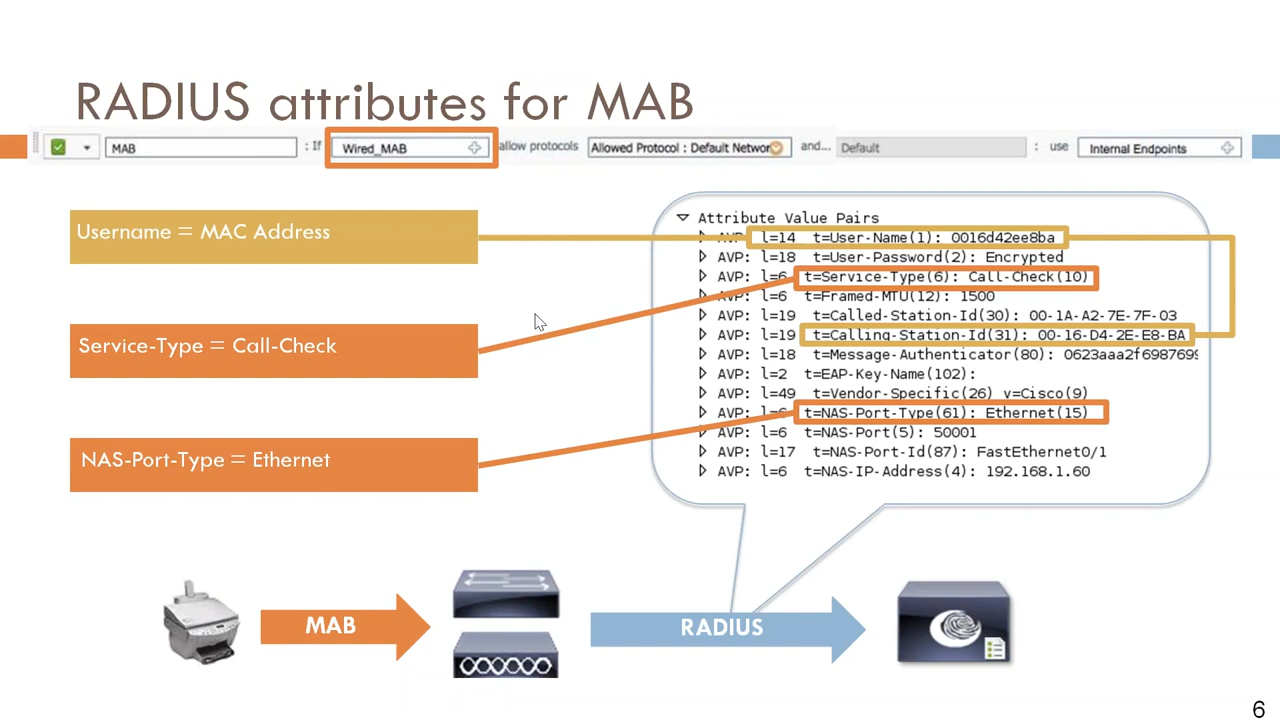 RADIUS attributes for MAB
MAB : If Wired_MAB allow protocols Allowed Protocol : Default Networ and... Default : use Internal Endpoints
Username = MAC Address
Service-Type = Call-Check
NAS-Port-Type = Ethernet
Attribute Value Pairs
AVP: l=14 t=User-Name(1): 0016d42ee8ba
AVP: l=18 t=User-Password(2): Encrypted
AVP: l=6 t=Service-Type(6): Call-Check(10)
AVP: l=6 t=Framed-MTU(12): 1500
AVP: l=19 t=Called-Station-Id(30): 00-1A-A2-7E-7F-03
AVP: l=19 t=Calling-Station-Id(31): 00-16-D4-2E-E8-BA
AVP: l=18 t=Message-Authenticator(80): 0623aaa2f6987699
AVP: l=2 t=EAP-Key-Name(102):
AVP: l=49 t=Vendor-Specific(26) v=Cisco(9)
AVP: l=6 t=NAS-Port-Type(61): Ethernet(15)
AVP: l=6 t=NAS-Port(5): 50001
AVP: l=17 t=NAS-Port-Id(87): FastEthernet0/1
AVP: l=6 t=NAS-IP-Address(4): 192.168.1.60
MAB
RADIUS
6